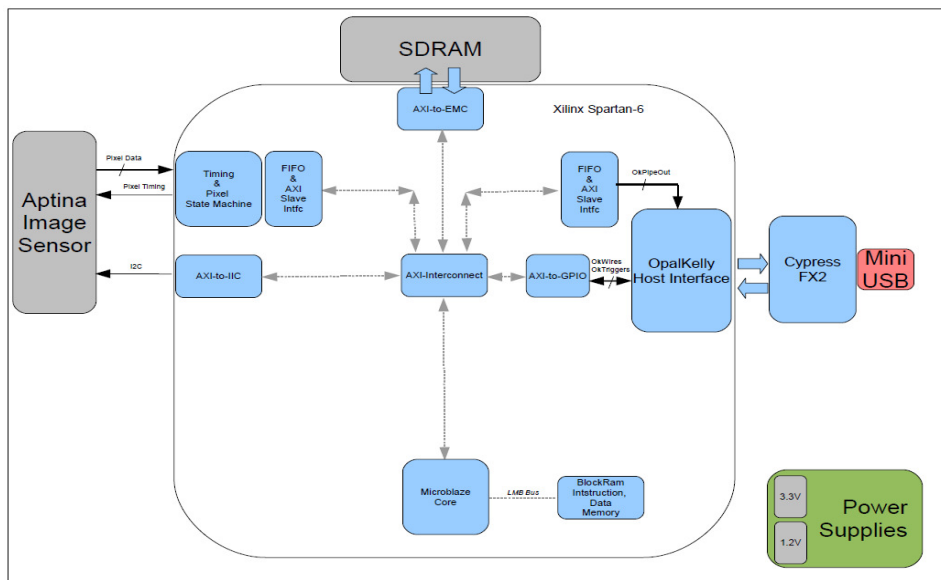 SDRAM
AXI-to-EMC
Xilinx Spartan-6
Aptina
Image
Sensor
Pixel Data
Pixel Timing
I2C
Timing
&
Pixel
State Machine
FIFO
&
AXI
Slave
Intfc
FIFO
&
AXI
Slave
Intfc
OkPipeOut
AXI-to-IIC
AXI-Interconnect
AXI-to-GPIO
OkWires
OkTriggers
OpalKelly
Host Interface
Cypress
FX2
Mini
USB
Microblaze
Core
LMB Bus
BlockRam
Intstruction,
Data
Memory
3.3V
1.2V
Power
Supplies